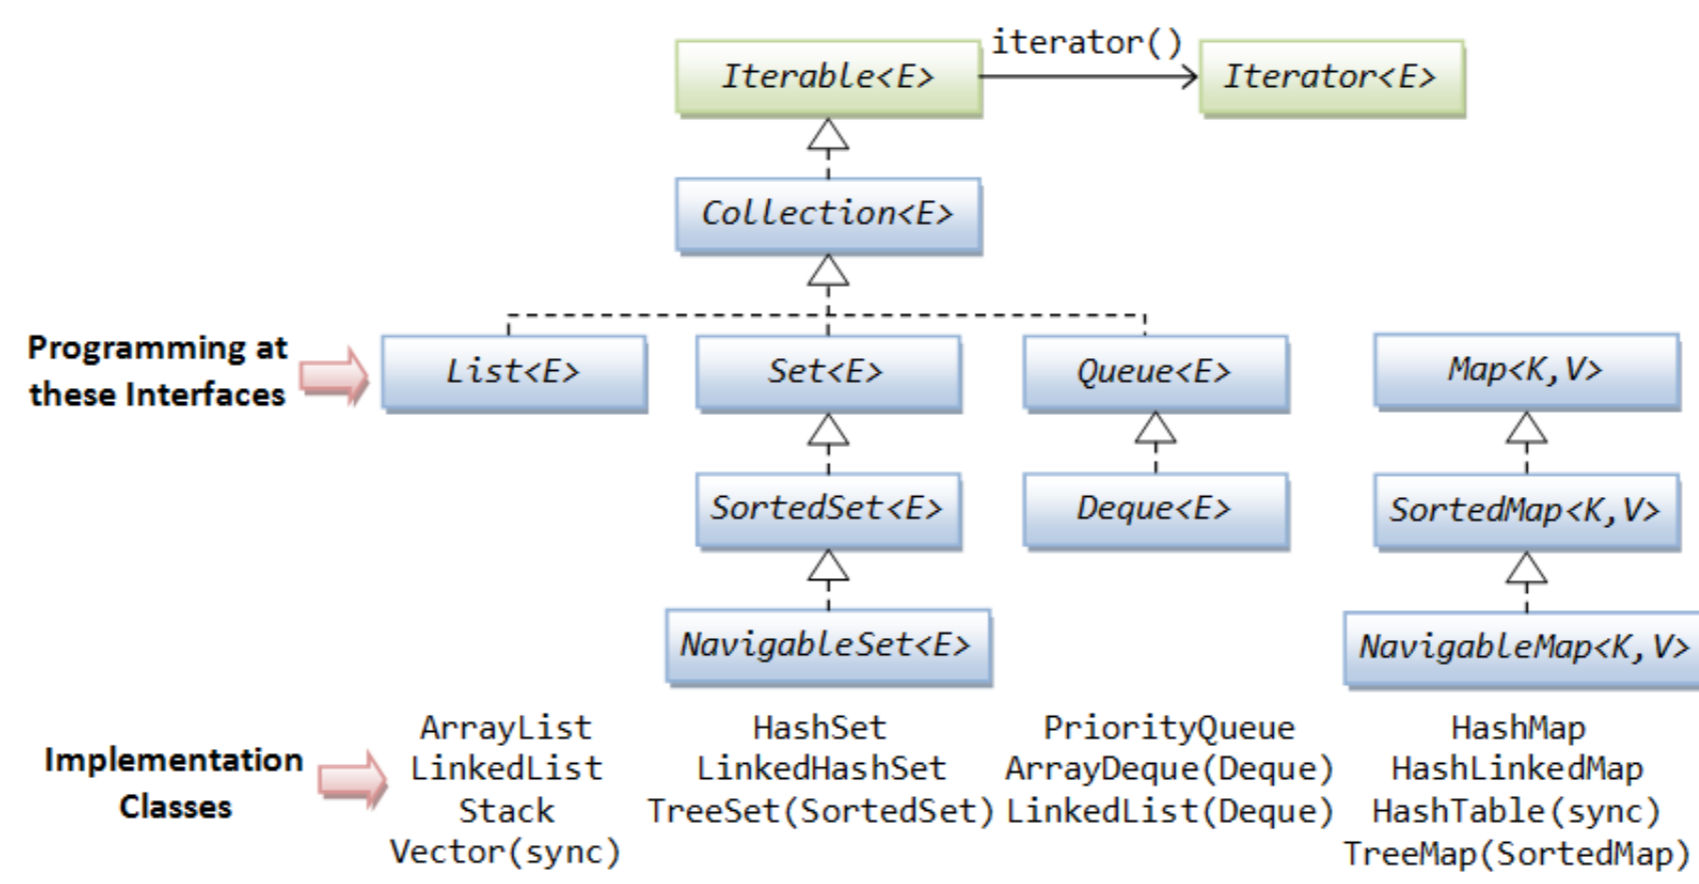 iterator()
Iterable<E>
Iterator<E>
Collection<E>
Programming at
these Interfaces
List<E>
Set<E>
Queue<E>
Map<K,V>
SortedSet<E>
Deque<E>
SortedMap<K,V>
NavigableSet<E>
NavigableMap<K,V>
Implementation
Classes
ArrayList
LinkedList
Stack
Vector(sync)
HashSet
LinkedHashSet
TreeSet(SortedSet)
PriorityQueue
ArrayDeque(Deque)
LinkedList(Deque)
HashMap
HashLinkedMap
HashTable(sync)
TreeMap(SortedMap)